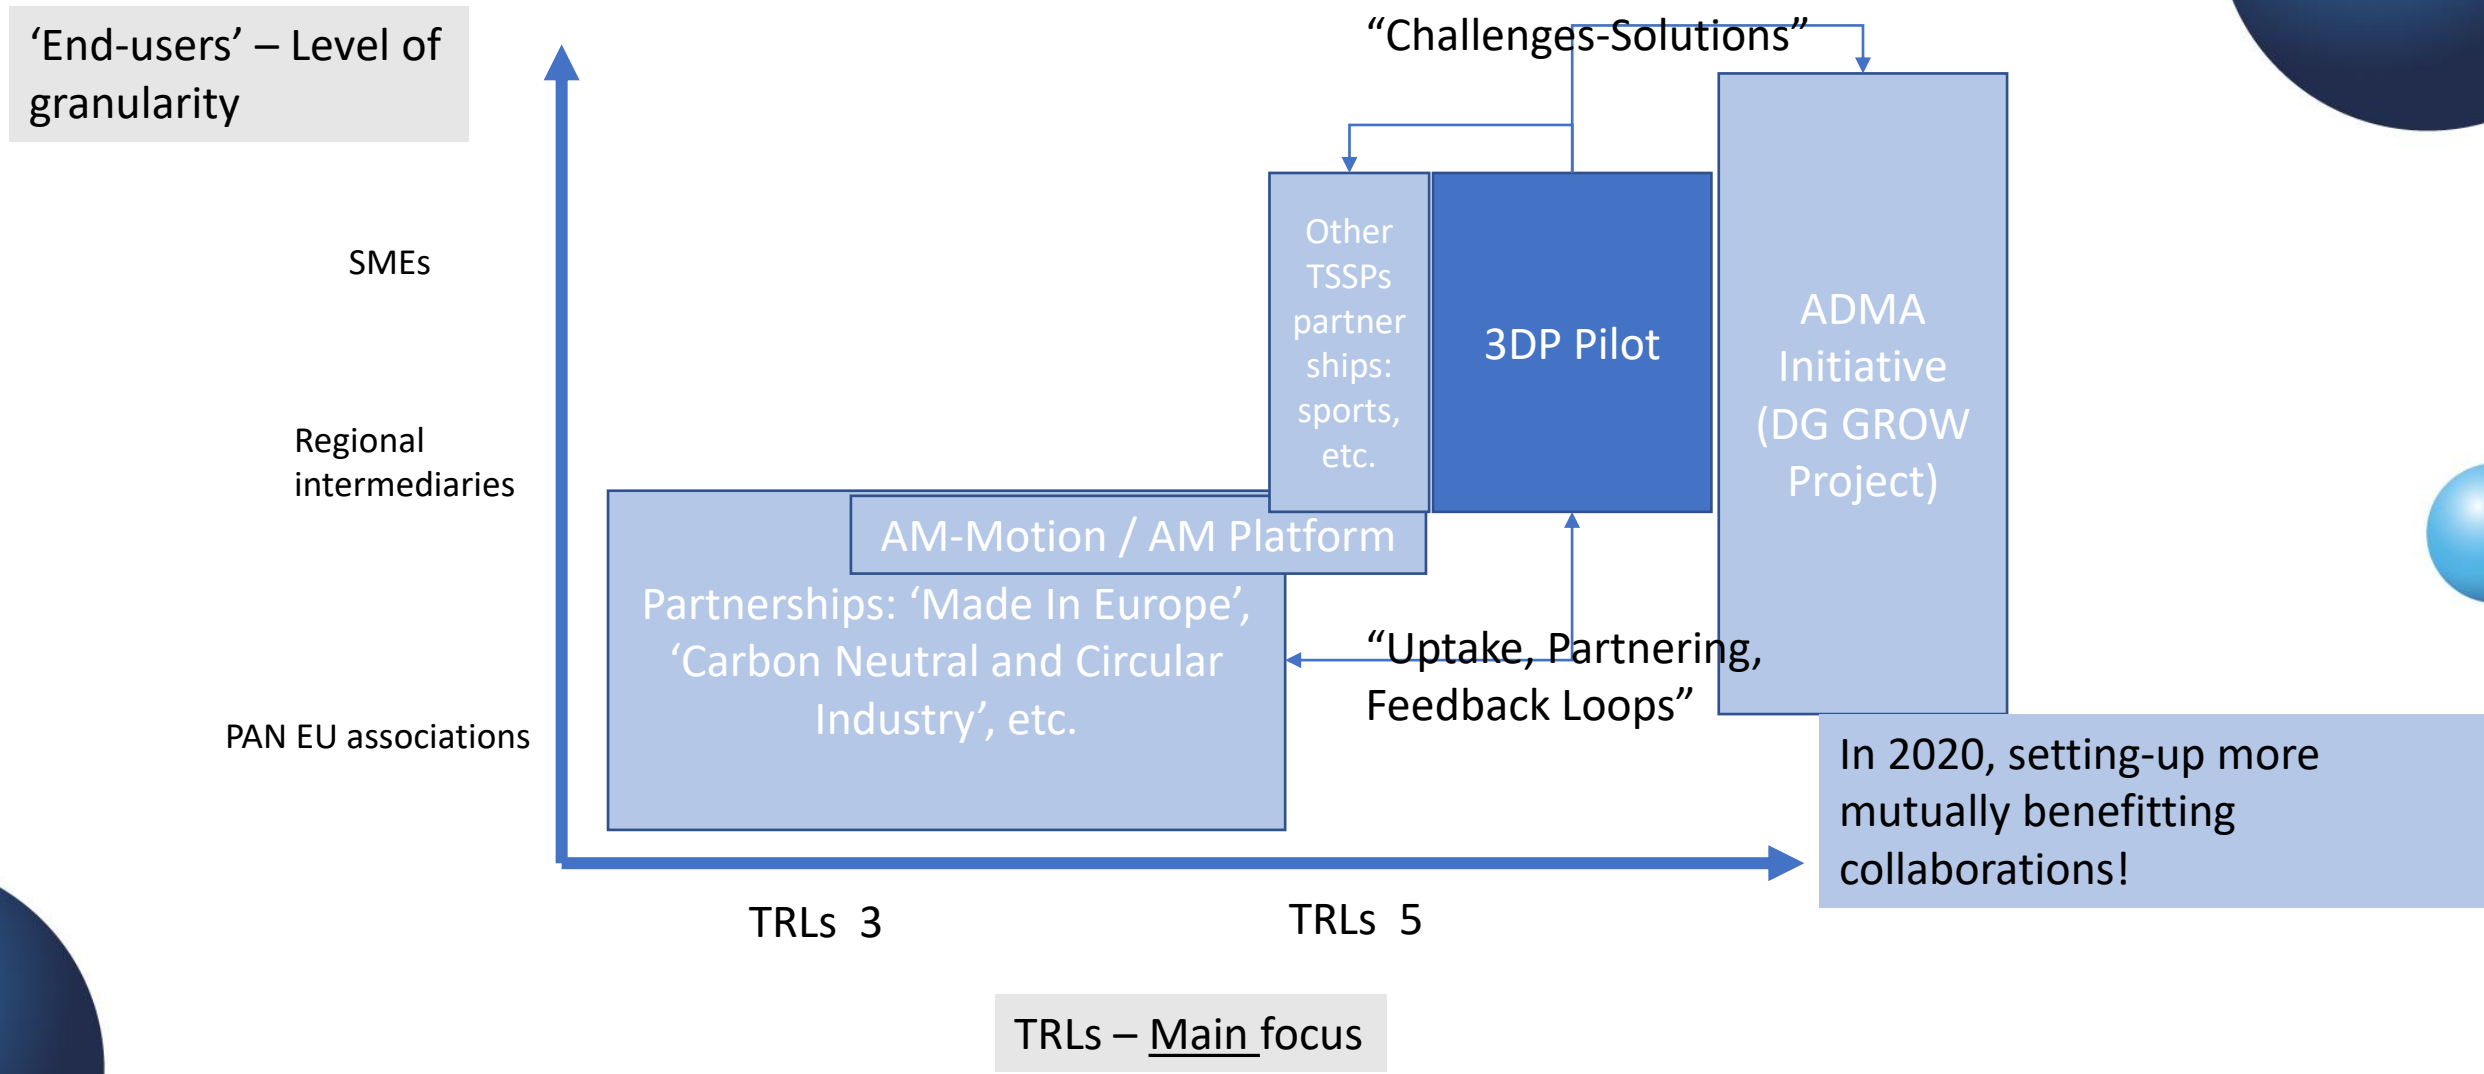 ‘End-users’ – Level of
granularity
“Challenges-Solutions”
SMEs
Regional
intermediaries
PAN EU associations
Other
TSSPs
partner
ships:
sports,
etc.
3DP Pilot
ADMA
Initiative
(DG GROW
Project)
AM-Motion / AM Platform
Partnerships: ‘Made In Europe’,
‘Carbon Neutral and Circular
Industry’, etc.
“Uptake, Partnering,
Feedback Loops”
In 2020, setting-up more
mutually benefitting
collaborations!
TRLs 3
TRLs 5
TRLs – Main focus